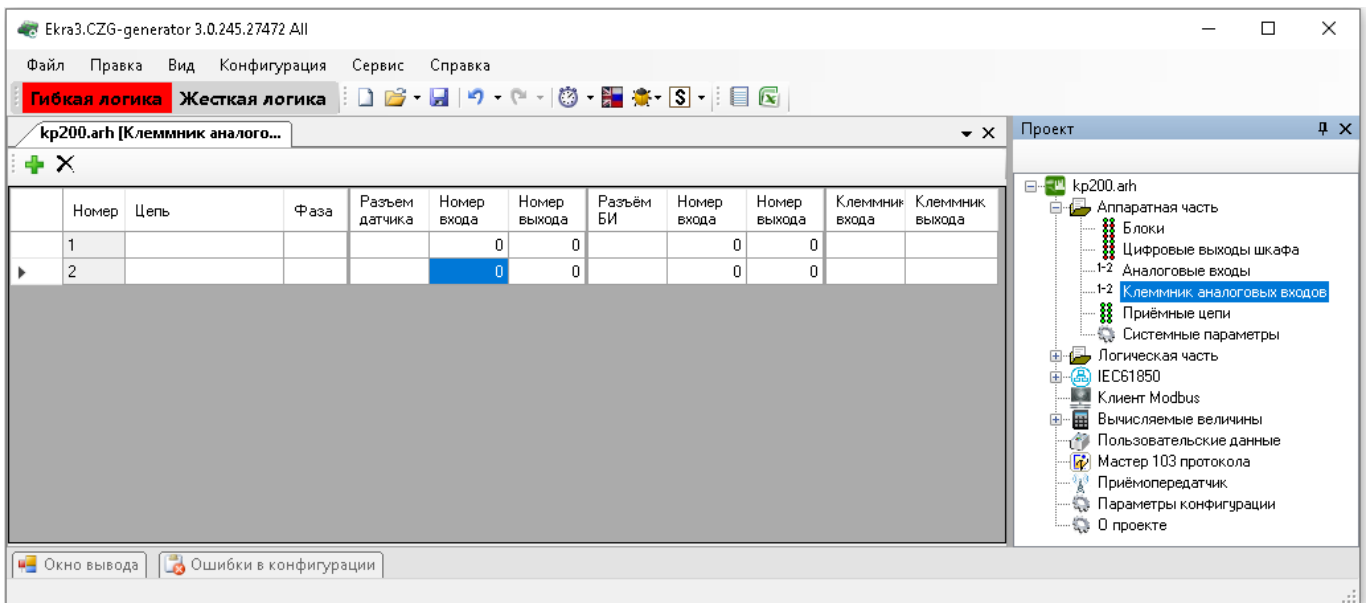 Ekra3.CZG-generator 3.0.245.27472 All
Файл Правка Вид Конфигурация Сервис Справка
Гибкая логика Жесткая логика S
kp200.arh [Клеммник аналого...
Номер Цепь Фаза Разъем датчика Номер входа Номер выхода Разъём БИ Номер входа Номер выхода Клеммник входа Клеммник выхода
1 0 0 0 0
2 0 0 0 0
Проект
kp200.arh
Аппаратная часть
Блоки
Цифровые выходы шкафа
1-2 Аналоговые входы
1-2 Клеммник аналоговых входов
Приёмные цепи
Системные параметры
Логическая часть
IEC61850
Клиент Modbus
Вычисляемые величины
Пользовательские данные
Мастер 103 протокола
Приёмопередатчик
Параметры конфигурации
О проекте
Окно вывода Ошибки в конфигурации